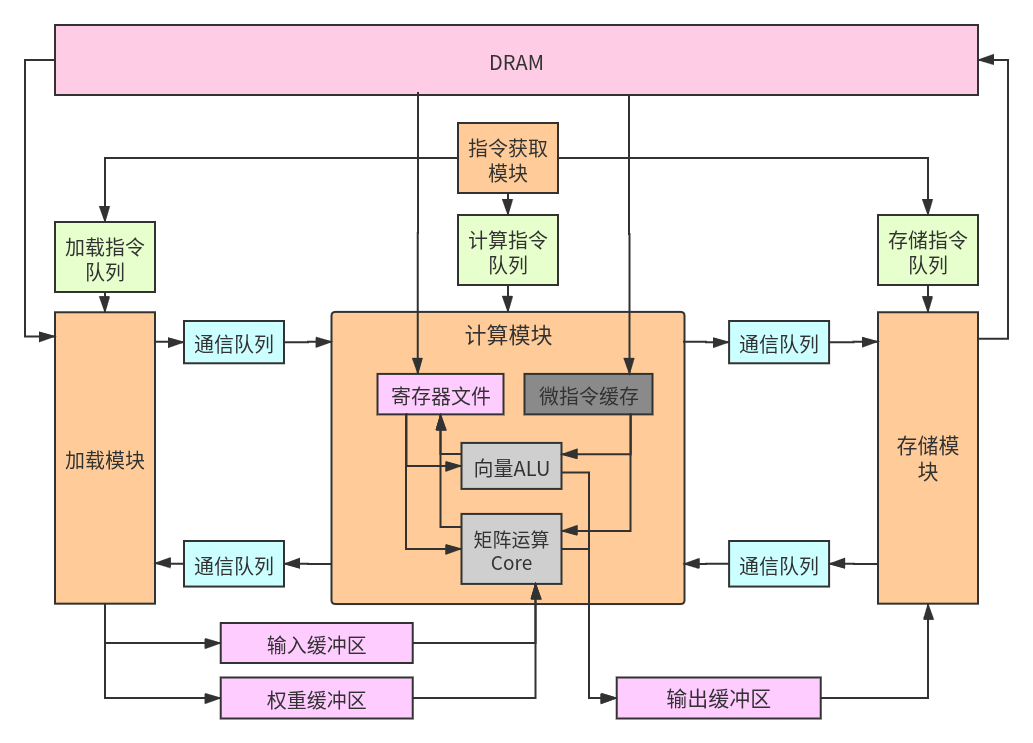 DRAM
指令获取
模块
加载指令
队列
计算指令
队列
存储指令
队列
通信队列
计算模块
通信队列
寄存器文件
微指令缓存
加载模块
向量ALU
存储模
块
矩阵运算
Core
通信队列
通信队列
输入缓冲区
权重缓冲区
输出缓冲区